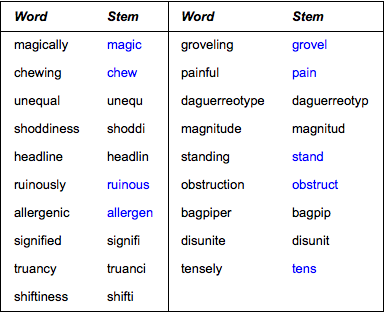 Word Stem Word Stem
magically magic groveling grovel
chewing chew painful pain
unequal unequ daguerreotype daguerreotyp
shoddiness shoddi magnitude magnitud
headline headlin standing stand
ruinously ruinous obstruction obstruct
allergenic allergen bagpiper bagpip
signified signifi disunite disunit
truancy truanci tensely tens
shiftiness shifti